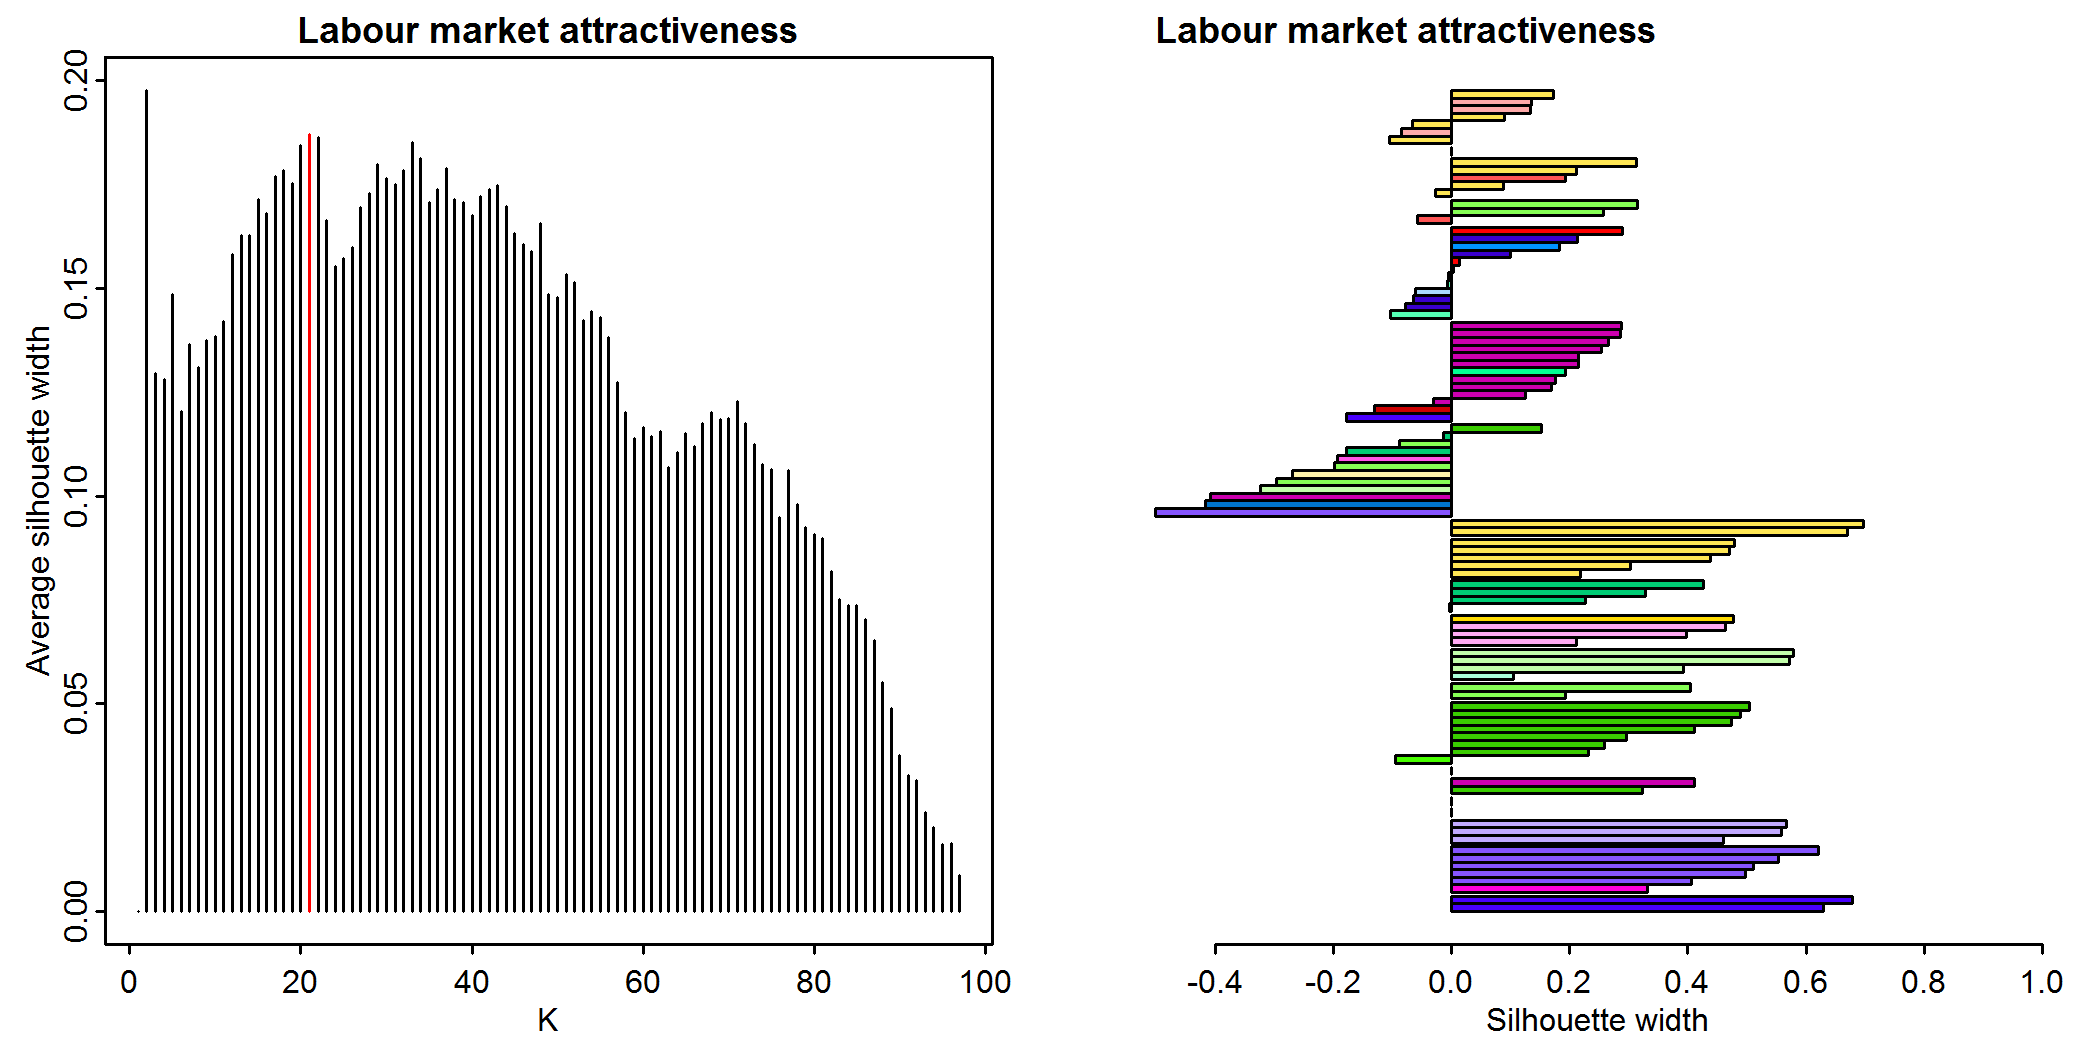 Labour market attractiveness
Average silhouette width
0.20
0.15
0.10
0.05
0.00
0 20 40 60 80 100
K
Labour market attractiveness
-0.4 -0.2 0.0 0.2 0.4 0.6 0.8 1.0
Silhouette width